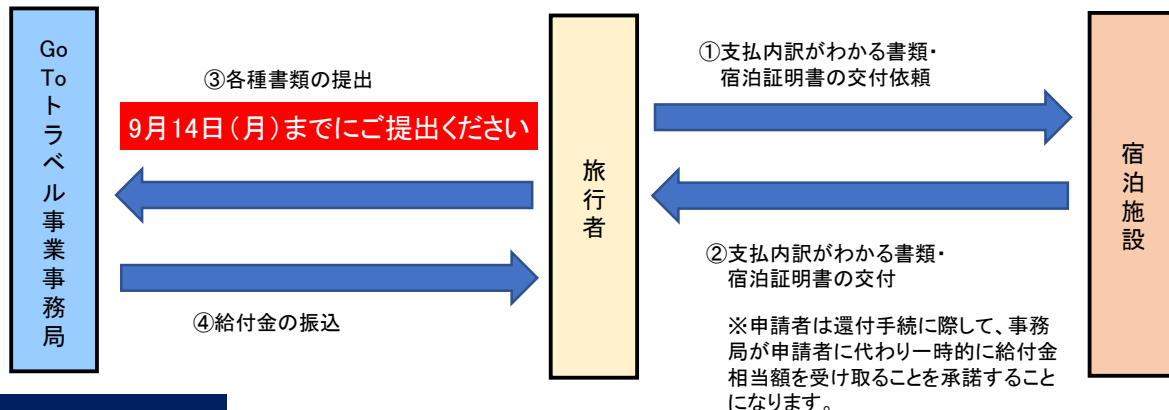 Go
To
トラベル事業事務局
③各種書類の提出
9月14日(月)までにご提出ください
④給付金の振込
旅行者
①支払内訳がわかる書類・
宿泊証明書の交付依頼
②支払内訳がわかる書類・
宿泊証明書の交付
※申請者は還付手続に際して、事務
局が申請者に代わり一時的に給付金
相当額を受け取ることを承諾すること
になります。
宿泊施設